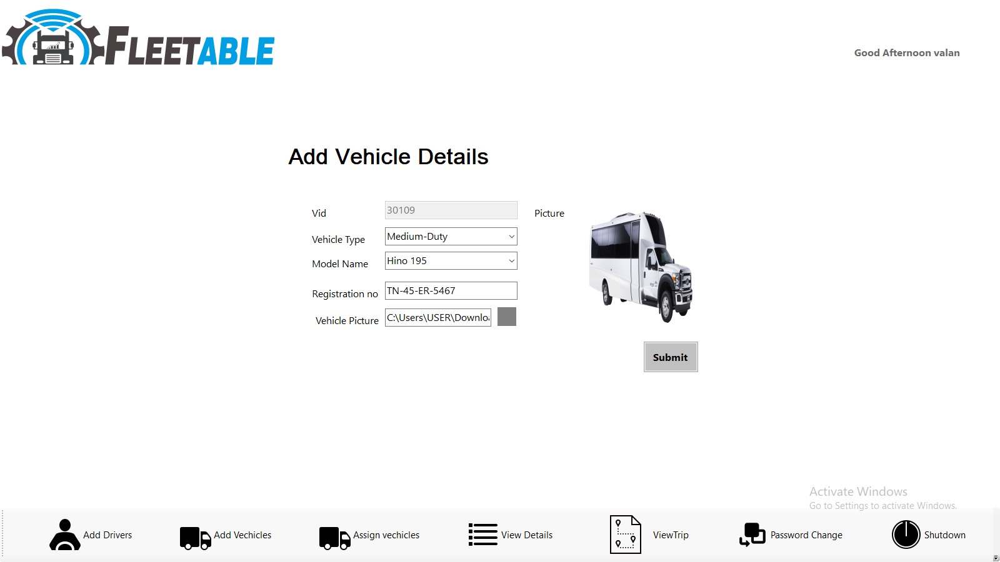 FLEETABLE
Good Afternoon valan
Add Vehicle Details
Vid 30109 Picture
Vehicle Type Medium-Duty
Model Name Hino 195
Registration no TN-45-ER-5467
Vehicle Picture C:\Users\USER\Downloa
Submit
Activate Windows
Go to Settings to activate Windows.
Add Drivers Add Vechicles Assign vechicles View Details ViewTrip Password Change Shutdown